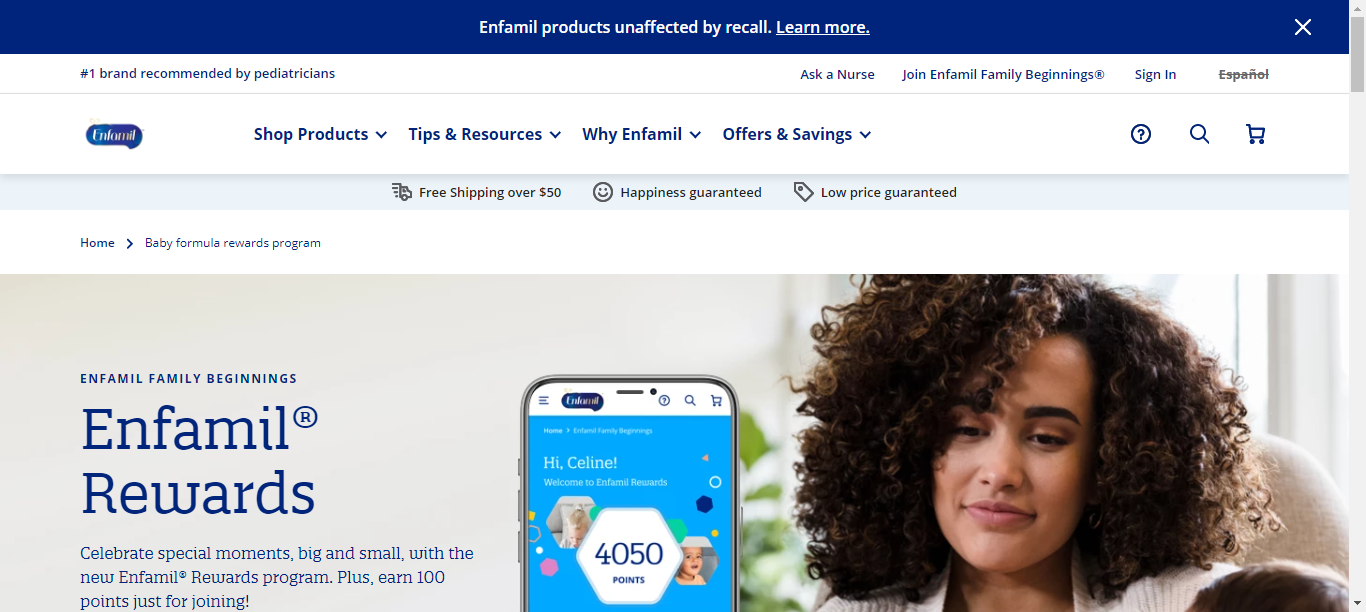 Enfamil products unaffected by recall. Learn more.
#1 brand recommended by pediatricians
Ask a Nurse
Join Enfamil Family Beginnings®
Sign In
Español
Enfamil
Shop Products
Tips & Resources
Why Enfamil
Offers & Savings
Free Shipping over $50
Happiness guaranteed
Low price guaranteed
Home
Baby formula rewards program
ENFAMIL FAMILY BEGINNINGS
Enfamil®
Rewards
Celebrate special moments, big and small, with the
new Enfamil® Rewards program. Plus, earn 100
points just for joining!
Enfamil
Home > Enfamil Family Beginnings
Hi, Celine!
Welcome to Enfamil Rewards
4050
POINTS